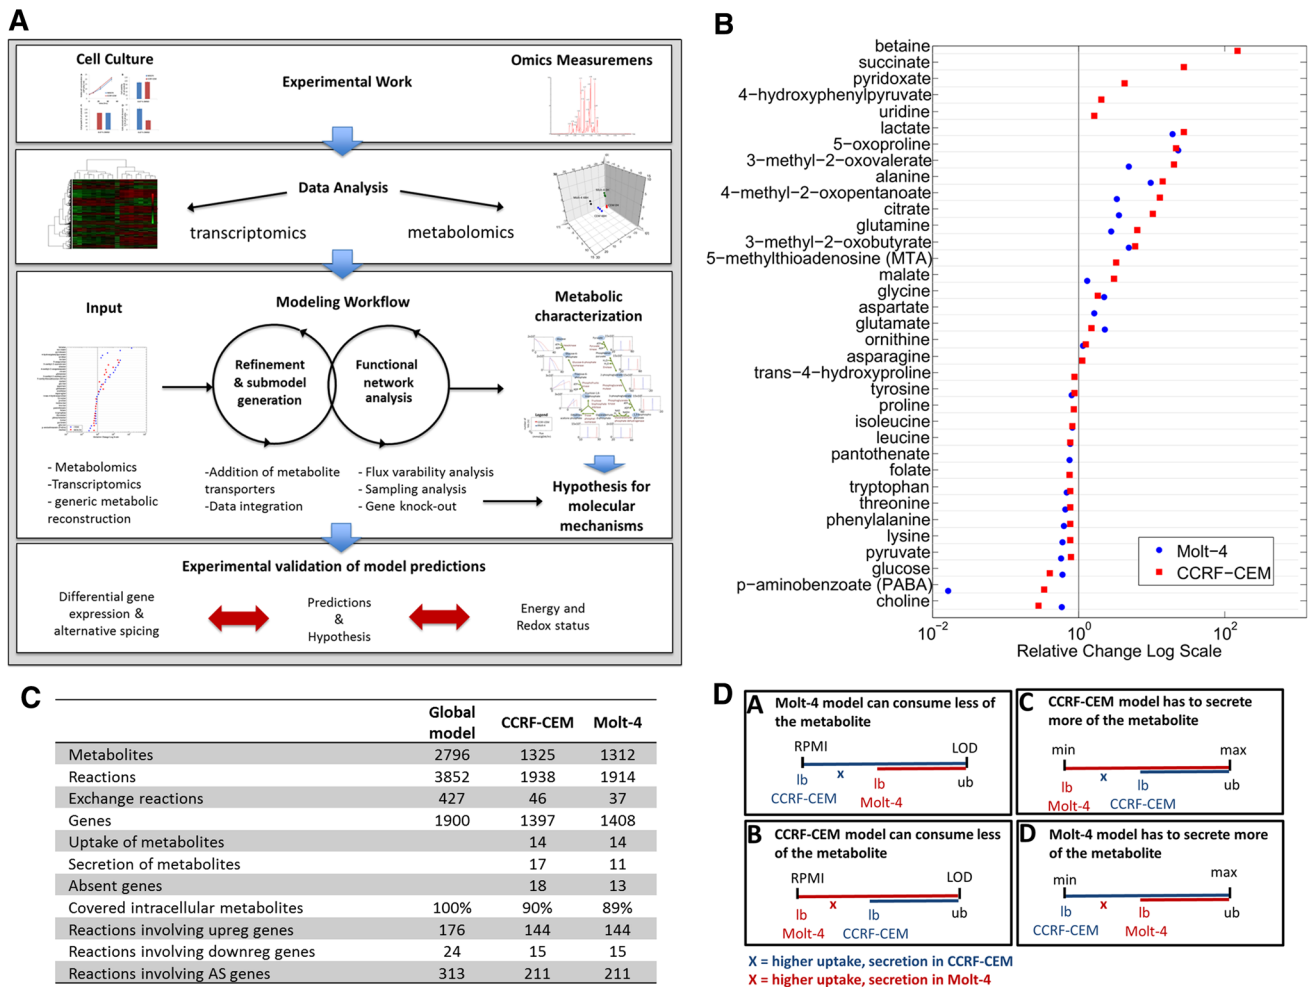 A
Cell Culture
Experimental Work
Omics Measuremens
Data Analysis
transcriptomics
metabolomics
Input
Modeling Workflow
Metabolic
characterization
Refinement
& submodel
generation
Functional
network
analysis
- Metabolomics
-Transcriptomics
- generic metabolic
reconstruction
-Addition of metabolite
transporters
-Data integration
- Flux varability analysis
- Sampling analysis
- Gene knock-out
Hypothesis for
molecular
mechanisms
Experimental validation of model predictions
Differential gene
expression &
alternative spicing
Predictions
&
Hypothesis
Energy and
Redox status
B
betaine
succinate
pyridoxate
4-hydroxyphenylpyruvate
uridine
lactate
5-oxoproline
3-methyl-2-oxovalerate
alanine
4-methyl-2-oxopentanoate
citrate
glutamine
3-methyl-2-oxobutyrate
5-methylthioadenosine (MTA)
malate
glycine
aspartate
glutamate
ornithine
asparagine
trans-4-hydroxyproline
tyrosine
proline
isoleucine
leucine
pantothenate
folate
tryptophan
threonine
phenylalanine
lysine
pyruvate
glucose
p-aminobenzoate (PABA)
choline
Molt-4
CCRF-CEM
10⁻² 10⁰ 10²
Relative Change Log Scale
C
Global model CCRF-CEM Molt-4
Metabolites 2796 1325 1312
Reactions 3852 1938 1914
Exchange reactions 427 46 37
Genes 1900 1397 1408
Uptake of metabolites 14 14
Secretion of metabolites 17 11
Absent genes 18 13
Covered intracellular metabolites 100% 90% 89%
Reactions involving upreg genes 176 144 144
Reactions involving downreg genes 24 15 15
Reactions involving AS genes 313 211 211
D
A Molt-4 model can consume less of
the metabolite
RPMI LOD
x
lb lb ub
CCRF-CEM Molt-4
C CCRF-CEM model has to secrete
more of the metabolite
min max
x
lb lb ub
Molt-4 CCRF-CEM
B CCRF-CEM model can consume less
of the metabolite
RPMI LOD
x
lb lb ub
Molt-4 CCRF-CEM
D Molt-4 model has to secrete more
of the metabolite
min max
x
lb lb ub
CCRF-CEM Molt-4
X = higher uptake, secretion in CCRF-CEM
X = higher uptake, secretion in Molt-4